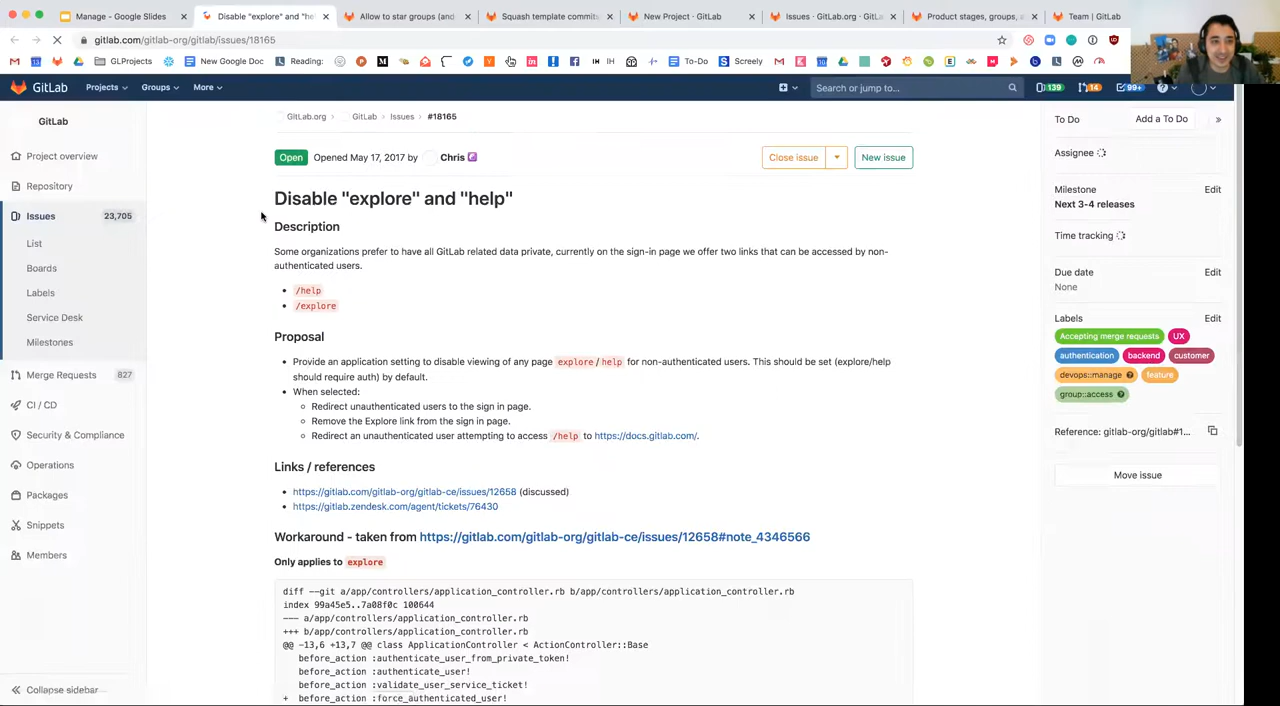 Manage - Google Slides
Disable "explore" and "he
Allow to star groups (and
Squash template commits
New Project · GitLab
Issues · GitLab.org / GitLab
Product stages, groups, a
Team | GitLab
gitlab.com/gitlab-org/gitlab/issues/18165
GLProjects
New Google Doc
Reading:
IH
To-Do
Screely
GitLab
Projects
Groups
More
Search or jump to...
139
14
99+
GitLab
Project overview
Repository
Issues 23,705
List
Boards
Labels
Service Desk
Milestones
Merge Requests 827
CI / CD
Security & Compliance
Operations
Packages
Snippets
Members
Collapse sidebar
GitLab.org > GitLab > Issues > #18165
Open Opened May 17, 2017 by Chris
Close issue
New issue
Disable "explore" and "help"
Description
Some organizations prefer to have all GitLab related data private, currently on the sign-in page we offer two links that can be accessed by non-
authenticated users.
• /help
• /explore
Proposal
• Provide an application setting to disable viewing of any page explore / help for non-authenticated users. This should be set (explore/help
should require auth) by default.
• When selected:
Redirect unauthenticated users to the sign in page.
Remove the Explore link from the sign in page.
Redirect an unauthenticated user attempting to access /help to https://docs.gitlab.com/.
Links / references
• https://gitlab.com/gitlab-org/gitlab-ce/issues/12658 (discussed)
• https://gitlab.zendesk.com/agent/tickets/76430
Workaround - taken from https://gitlab.com/gitlab-org/gitlab-ce/issues/12658#note_4346566
Only applies to explore
diff --git a/app/controllers/application_controller.rb b/app/controllers/application_controller.rb
index 99a45e5..7a08f0c 100644
--- a/app/controllers/application_controller.rb
+++ b/app/controllers/application_controller.rb
@@ -13,6 +13,7 @@ class ApplicationController < ActionController::Base
before_action :authenticate_user_from_private_token!
before_action :authenticate_user!
before_action :validate_user_service_ticket!
+ before_action :force_authenticated_user!
To Do
Add a To Do
»
Assignee
Milestone Edit
Next 3-4 releases
Time tracking
Due date Edit
None
Labels Edit
Accepting merge requests
UX
authentication
backend
customer
devops::manage
feature
group::access
Reference: gitlab-org/gitlab#1...
Move issue